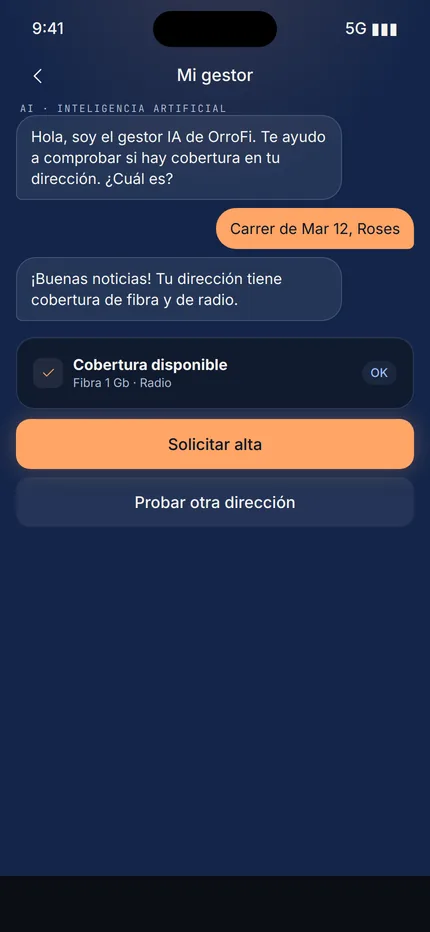 9:41
5G
Mi gestor
AI · INTELIGENCIA ARTIFICIAL
Hola, soy el gestor IA de OrroFi. Te ayudo
a comprobar si hay cobertura en tu
dirección. ¿Cuál es?
Carrer de Mar 12, Roses
¡Buenas noticias! Tu dirección tiene
cobertura de fibra y de radio.
Cobertura disponible
Fibra 1 Gb · Radio
OK
Solicitar alta
Probar otra dirección